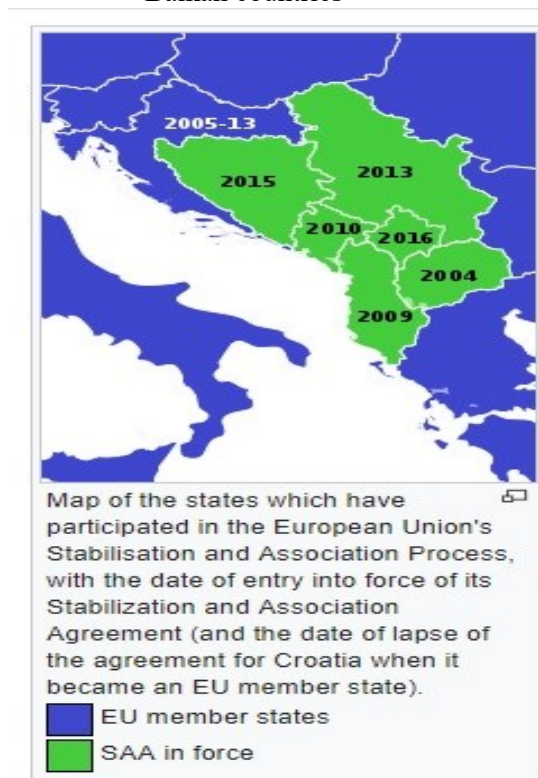 Balkan countries
2005-13
2015
2013
2010
2016
2004
2009
Map of the states which have
participated in the European Union's
Stabilisation and Association Process,
with the date of entry into force of its
Stabilization and Association
Agreement (and the date of lapse of
the agreement for Croatia when it
became an EU member state).
EU member states
SAA in force